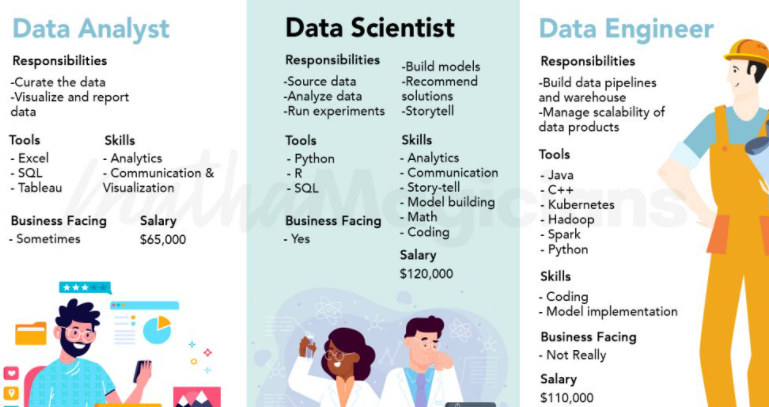 Data Analyst
Responsibilities
-Curate the data
-Visualize and report
data
Tools
- Excel
- SQL
- Tableau
Skills
- Analytics
- Communication &
Visualization
Business Facing
- Sometimes
Salary
$65,000
Data Scientist
Responsibilities
-Source data
-Analyze data
-Run experiments
-Build models
-Recommend
solutions
-Storytell
Tools
- Python
- R
- SQL
Skills
- Analytics
- Communication
- Story-tell
- Model building
- Math
- Coding
Business Facing
- Yes
Salary
$120,000
Data Engineer
Responsibilities
-Build data pipelines
and warehouse
-Manage scalability of
data products
Tools
- Java
- C++
- Kubernetes
- Hadoop
- Spark
- Python
Skills
- Coding
- Model implementation
Business Facing
- Not Really
Salary
$110,000